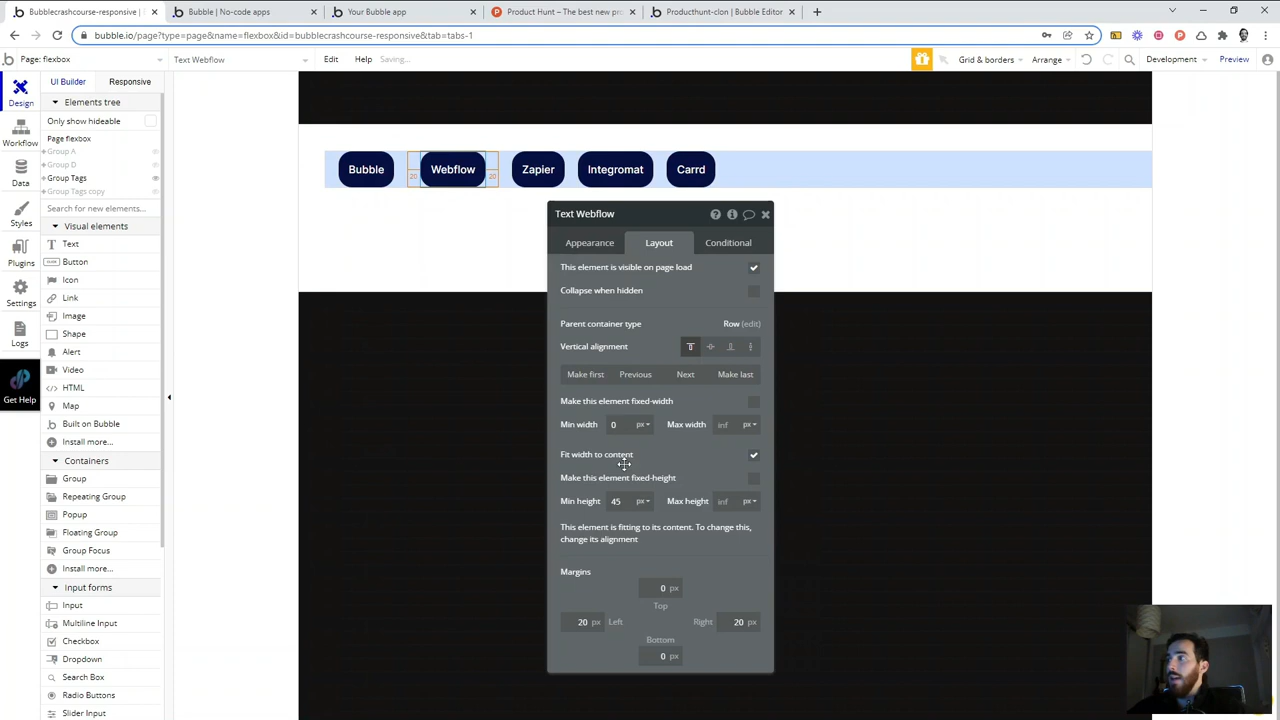 Bubblecrashcourse-responsive |
Bubble | No-code apps
Your Bubble app
Product Hunt – The best new pro
Producthunt-clon | Bubble Editor
bubble.io/page?type=page&name=flexbox&id=bubblecrashcourse-responsive&tab=tabs-1
Page: flexbox
Text Webflow
Edit
Help
Saving...
Grid & borders
Arrange
Development
Preview
Design
Workflow
Data
Styles
Plugins
Settings
Logs
Get Help
UI Builder
Responsive
Elements tree
Only show hideable
Page flexbox
Group A
Group D
Group Tags
Group Tags copy
Search for new elements...
Visual elements
Text
Button
Icon
Link
Image
Shape
Alert
Video
HTML
Map
Built on Bubble
Install more...
Containers
Group
Repeating Group
Popup
Floating Group
Group Focus
Install more...
Input forms
Input
Multiline Input
Checkbox
Dropdown
Search Box
Radio Buttons
Slider Input
Bubble
20
Webflow
20
Zapier
Integromat
Carrd
Text Webflow
Appearance
Layout
Conditional
This element is visible on page load
Collapse when hidden
Parent container type
Row (edit)
Vertical alignment
Make first
Previous
Next
Make last
Make this element fixed-width
Min width
0 px
Max width
inf px
Fit width to content
Make this element fixed-height
Min height
45 px
Max height
inf px
This element is fitting to its content. To change this,
change its alignment
Margins
0 px
Top
20 px
Left
Right
20 px
Bottom
0 px